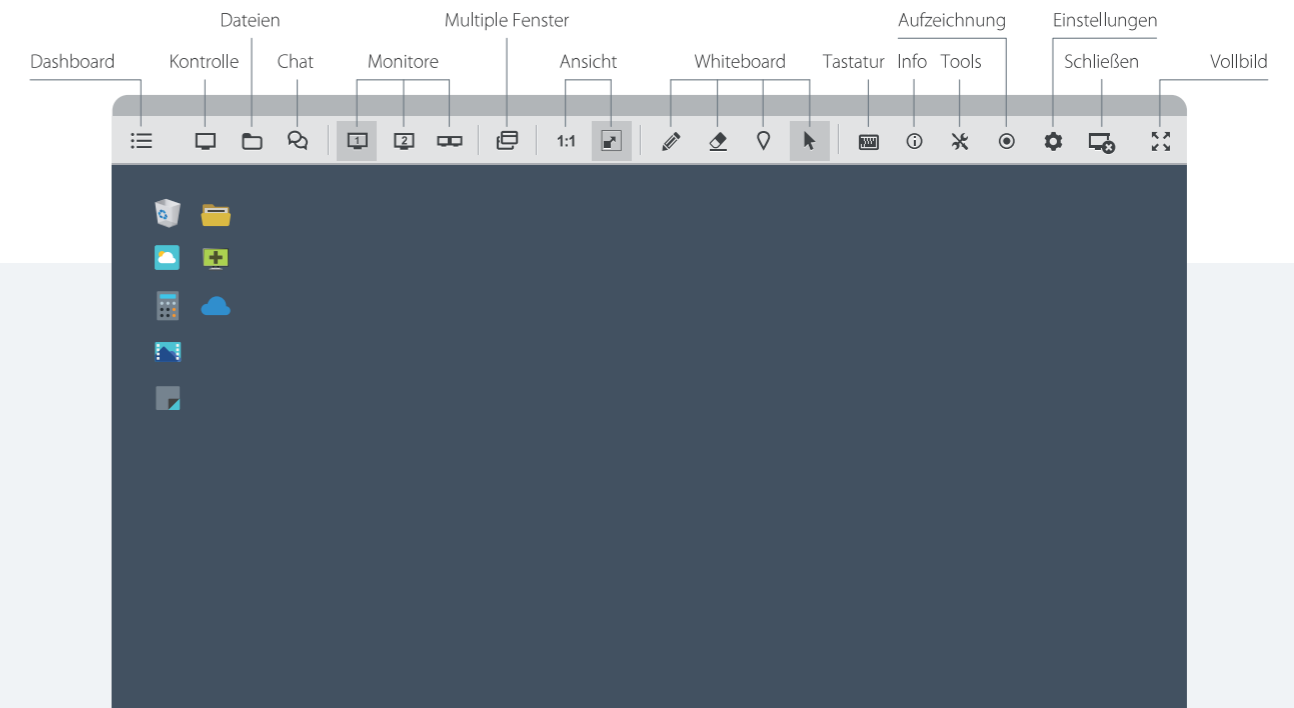 Dateien
Multiple Fenster
Aufzeichnung
Einstellungen
Dashboard
Kontrolle
Chat
Monitore
Ansicht
Whiteboard
Tastatur
Info
Tools
Schließen
Vollbild
1
2
1:1